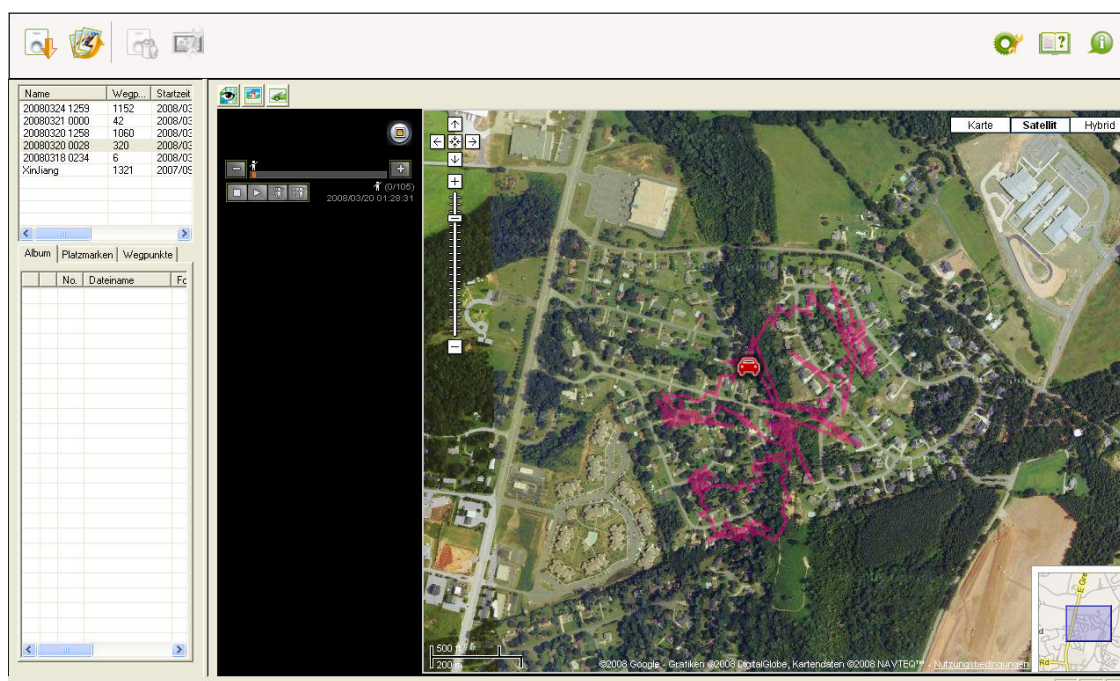 Name Wegp... Startzeit
20080324 1259 1152 2008/03
20080321 0000 42 2008/03
20080320 1258 1060 2008/03
20080320 0028 320 2008/03
20080318 0234 6 2008/03
XinJiang 1321 2007/09
Album Platzmarken Wegpunkte
No. Dateiname Fc
(0/105)
2008/03/20 01:28:31
Karte Satellit Hybrid
500 ft
200 m
E Gre
d
Rd
©2008 Google - Grafiken ©2008 DigitalGlobe, Kartendaten ©2008 NAVTEQ™ - Nutzungsbedingungen